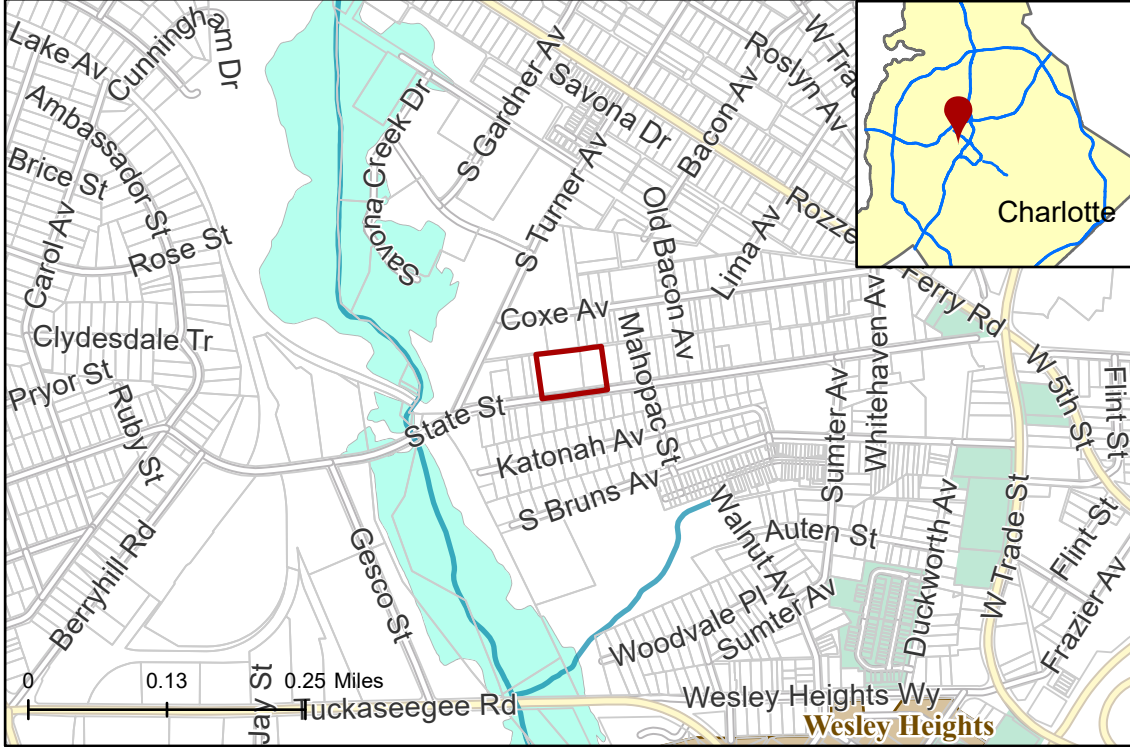 Lake Av
Cunningham Dr
Ambassador St
Brice St
Carol Av
Rose St
Clydesdale Tr
Pryor St
Ruby St
Berryhill Rd
Savona Creek Dr
Savona
S Gardner Av
Savona Dr
S Turner Av
Bacon Av
Roslyn Av
W Tra
Old Bacon Av
Lima Av
Rozze
Ferry Rd
Charlotte
Coxe Av
Mahopac St
State St
Katonah Av
S Bruns Av
Sumter Av
Whitehaven Av
W 5th St
Flint St
Gesco St
Walnut Av
Auten St
Duckworth Av
W Trade St
Flint St
Frazier Av
Woodvale Pl
Sumter Av
0 0.13 0.25 Miles
Jay St
Tuckaseegee Rd
Wesley Heights Wy
Wesley Heights